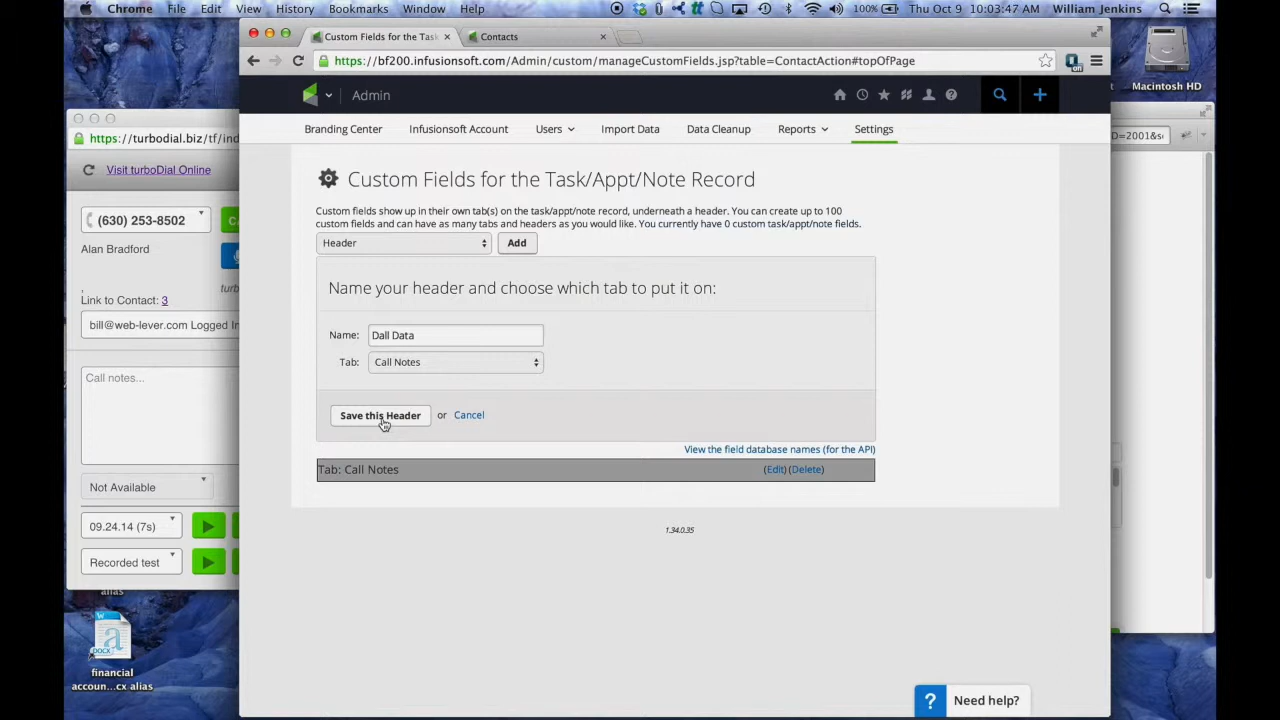 Chrome File Edit View History Bookmarks Window Help 100% Thu Oct 9 10:03:47 AM William Jenkins
Custom Fields for the Task × Contacts ×
https://bf200.infusionsoft.com/Admin/custom/manageCustomFields.jsp?table=ContactAction#topOfPage
on
Macintosh HD
Admin
https://turbodial.biz/tf/ind
D=2001&s
Branding Center Infusionsoft Account Users Import Data Data Cleanup Reports Settings
Visit turboDial Online
Custom Fields for the Task/Appt/Note Record
Custom fields show up in their own tab(s) on the task/appt/note record, underneath a header. You can create up to 100
custom fields and can have as many tabs and headers as you would like. You currently have 0 custom task/appt/note fields.
(630) 253-8502
Header Add
Alan Bradford
Name your header and choose which tab to put it on:
,
turb
Link to Contact: 3
bill@web-lever.com Logged In
Name: Dall Data
Tab: Call Notes
Call notes...
Save this Header or Cancel
View the field database names (for the API)
Tab: Call Notes (Edit) (Delete)
Not Available
09.24.14 (7s)
1.34.0.35
Recorded test
alias
W
a
DOCX
financial
accoun...cx alias
? Need help?